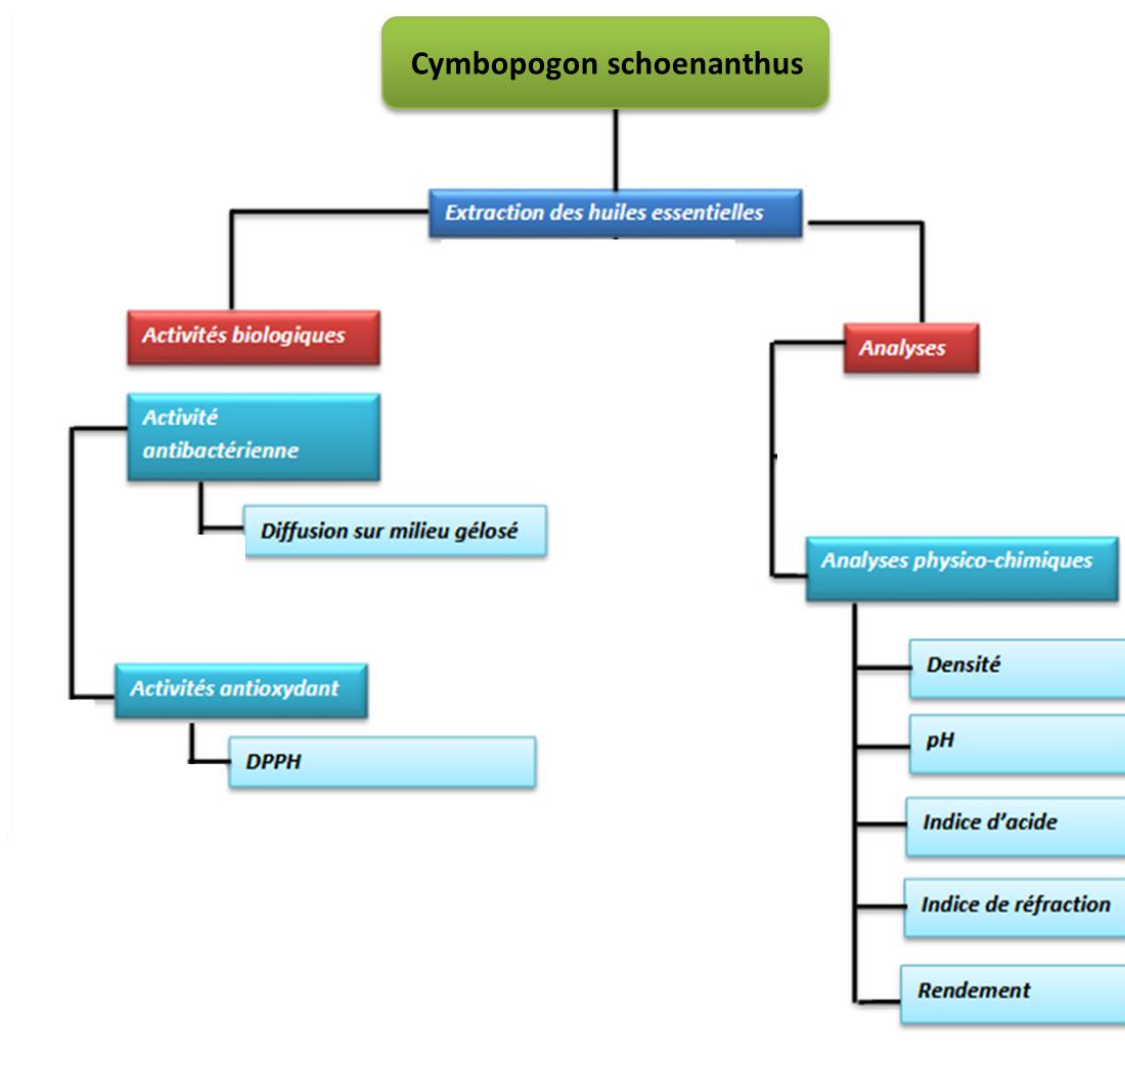 Cymbopogon schoenanthus
Extraction des huiles essentielles
Activités biologiques
Activité
antibactérienne
Diffusion sur milieu gélosé
Activités antioxydant
DPPH
Analyses
Analyses physico-chimiques
Densité
pH
Indice d’acide
Indice de réfraction
Rendement